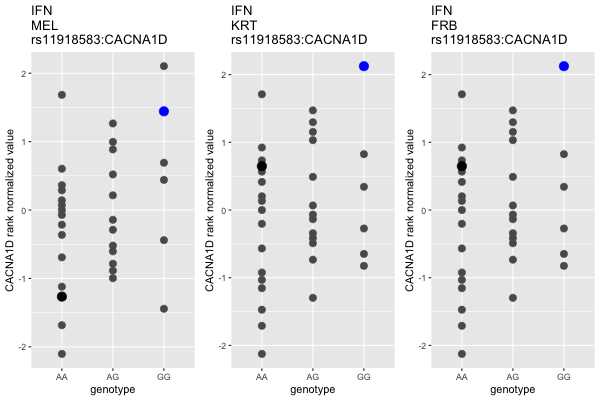 IFN
MEL
rs11918583:CACNA1D
CACNA1D rank normalized value
2
1
0
-1
-2
AA AG GG
genotype
IFN
KRT
rs11918583:CACNA1D
CACNA1D rank normalized value
2
1
0
-1
-2
AA AG GG
genotype
IFN
FRB
rs11918583:CACNA1D
CACNA1D rank normalized value
2
1
0
-1
-2
AA AG GG
genotype